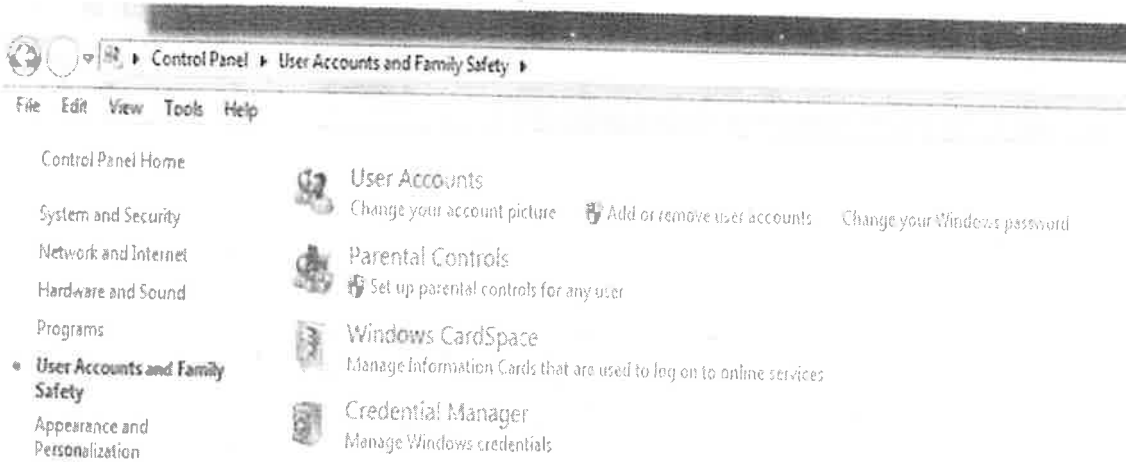 Control Panel ▸ User Accounts and Family Safety ▸
File Edit View Tools Help
Control Panel Home
System and Security
Network and Internet
Hardware and Sound
Programs
User Accounts and Family
Safety
Appearance and
Personalization
User Accounts
Change your account picture Add or remove user accounts Change your Windows password
Parental Controls
Set up parental controls for any user
Windows CardSpace
Manage Information Cards that are used to log on to online services
Credential Manager
Manage Windows credentials